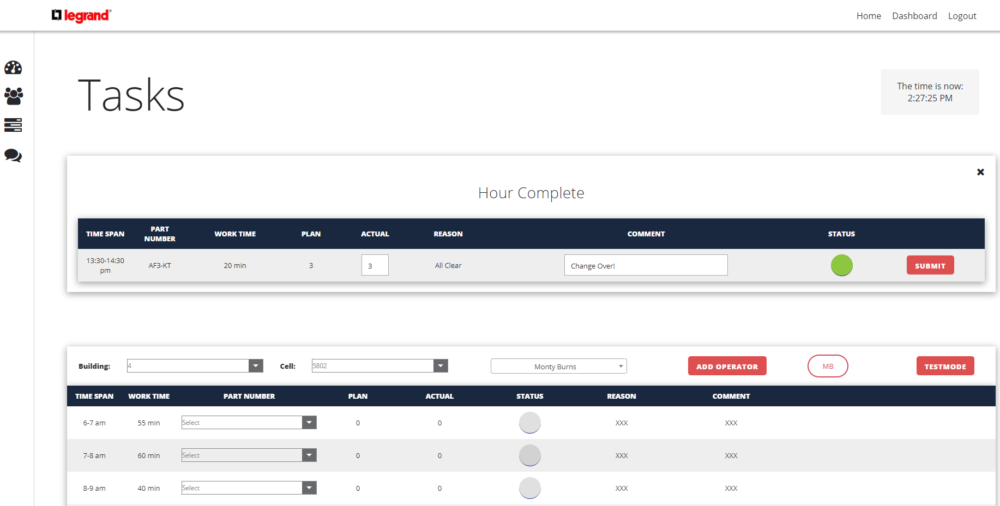 legrand®
Home Dashboard Logout
Tasks
The time is now:
2:27:25 PM
Hour Complete
TIME SPAN PART NUMBER WORK TIME PLAN ACTUAL REASON COMMENT STATUS
13:30-14:30 pm AF3-KT 20 min 3 3 All Clear Change Over! SUBMIT
Building: 4 Cell: 5802 Monty Burns ADD OPERATOR MB TESTMODE
TIME SPAN WORK TIME PART NUMBER PLAN ACTUAL STATUS REASON COMMENT
6-7 am 55 min Select 0 0 XXX XXX
7-8 am 60 min Select 0 0 XXX XXX
8-9 am 40 min Select 0 0 XXX XXX